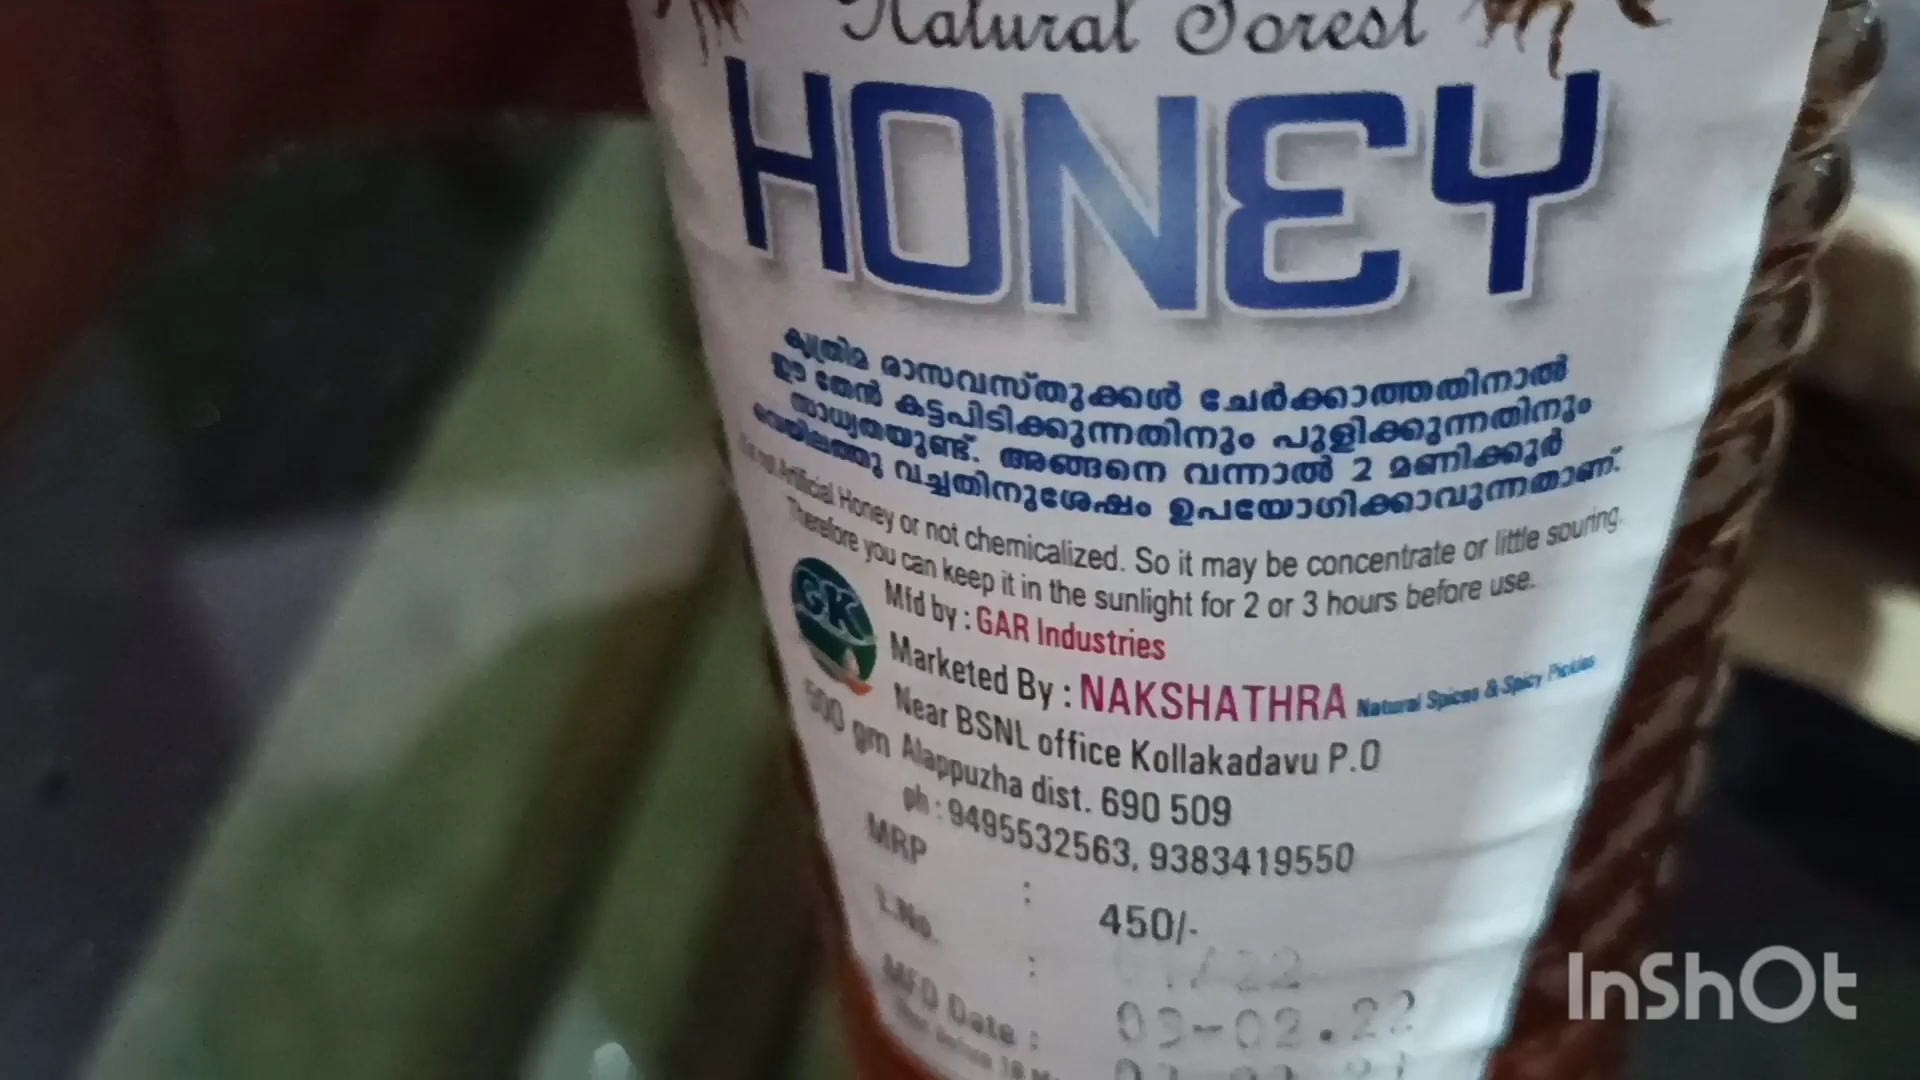 Natural Forest
HONEY
കൃത്രിമ രാസവസ്തുക്കൾ ചേർക്കാത്തതിനാൽ
ഈ തേൻ കട്ടപിടിക്കുന്നതിനും പുളിക്കുന്നതിനും
സാധ്യതയുണ്ട്. അങ്ങനെ വന്നാൽ 2 മണിക്കൂർ
വെയിലത്തു വച്ചതിനുശേഷം ഉപയോഗിക്കാവുന്നതാണ്.
not Artificial Honey or not chemicalized. So it may be concentrate or little souring.
Therefore you can keep it in the sunlight for 2 or 3 hours before use.
GK
Mfd by : GAR Industries
Marketed By : NAKSHATHRA Natural Spices & Spicy Pickles
Near BSNL office Kollakadavu P.O
500 gm Alappuzha dist. 690 509
ph : 9495532563, 9383419550
MRP : 450/-
L.No. :
MFD Date : 03-02.22
InShOt